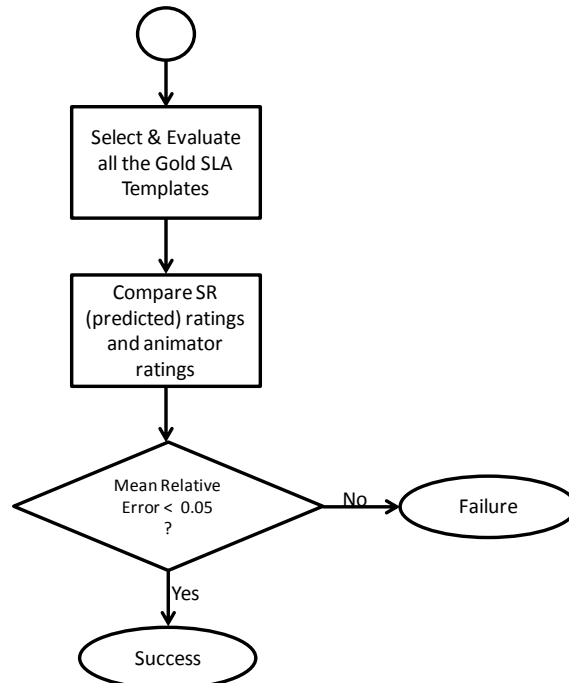 Select & Evaluate
all the Gold SLA
Templates
Compare SR
(predicted) ratings
and animator
ratings
Mean Relative
Error < 0.05
?
No
Failure
Yes
Success